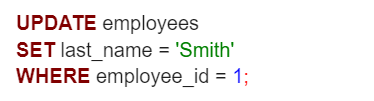 UPDATE employees
SET last_name = 'Smith'
WHERE employee_id = 1;